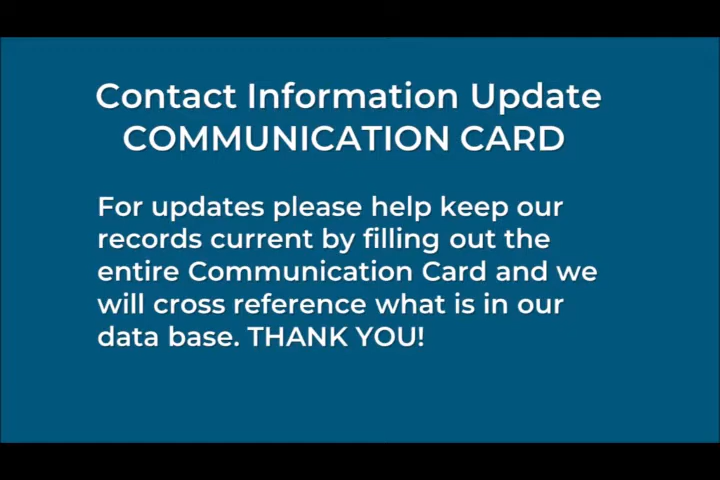 Contact Information Update
COMMUNICATION CARD
For updates please help keep our
records current by filling out the
entire Communication Card and we
will cross reference what is in our
data base. THANK YOU!